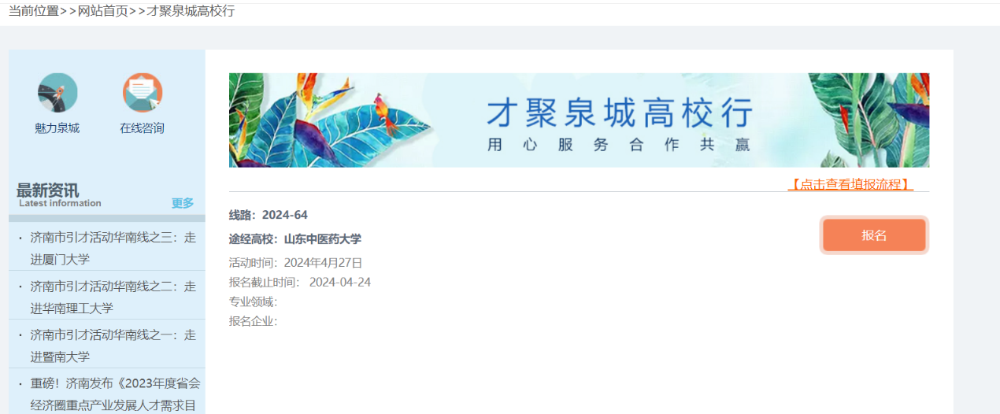 当前位置>>网站首页>>才聚泉城高校行
魅力泉城
在线咨询
最新资讯
Latest information
更多
· 济南市引才活动华南线之三：走
进厦门大学
· 济南市引才活动华南线之二：走
进华南理工大学
· 济南市引才活动华南线之一：走
进暨南大学
· 重磅！济南发布《2023年度省会
经济圈重点产业发展人才需求目
才聚泉城高校行
用心服务合作共赢
【点击查看填报流程】
线路：2024-64
途经高校：山东中医药大学
活动时间：2024年4月27日
报名截止时间： 2024-04-24
专业领域：
报名企业：
报名